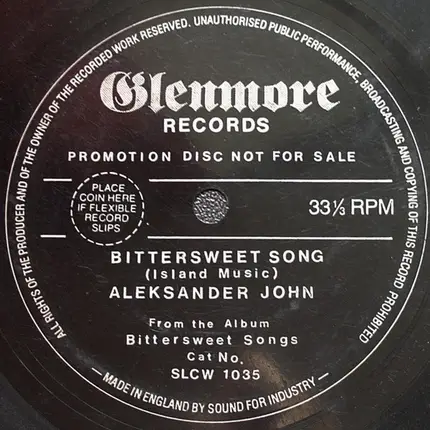 ALL RIGHTS OF THE PRODUCER AND OF THE OWNER OF THE RECORDED WORK RESERVED. UNAUTHORISED PUBLIC PERFORMANCE, BROADCASTING AND COPYING OF THIS RECORD PROHIBITED
Glenmore
RECORDS
PROMOTION DISC NOT FOR SALE
PLACE
COIN HERE
IF FLEXIBLE
RECORD
SLIPS
33⅓ RPM
BITTERSWEET SONG
(Island Music)
ALEKSANDER JOHN
From the Album
Bittersweet Songs
Cat No.
SLCW 1035
— MADE IN ENGLAND BY SOUND FOR INDUSTRY —